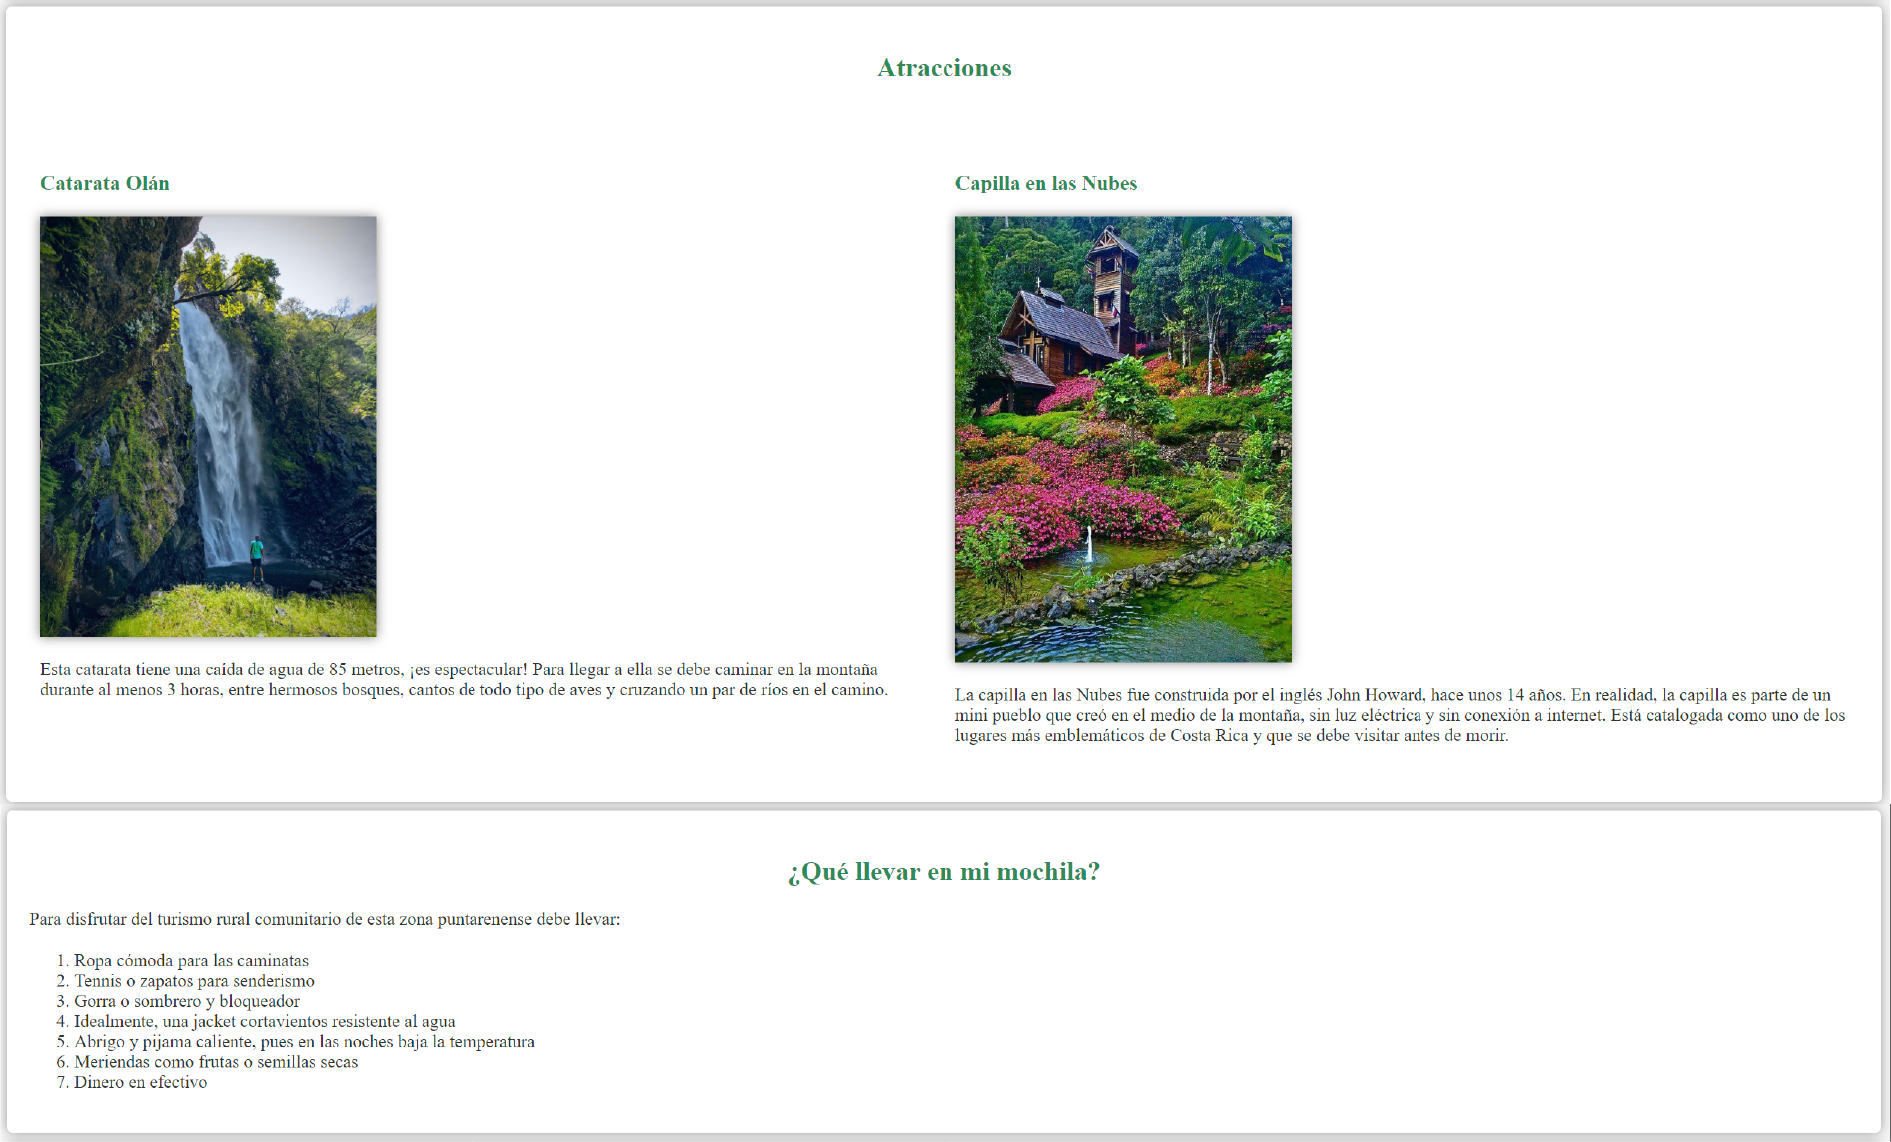 Atracciones
Catarata Olán
Esta catarata tiene una caída de agua de 85 metros, ¡es espectacular! Para llegar a ella se debe caminar en la montaña
durante al menos 3 horas, entre hermosos bosques, cantos de todo tipo de aves y cruzando un par de ríos en el camino.
Capilla en las Nubes
La capilla en las Nubes fue construida por el inglés John Howard, hace unos 14 años. En realidad, la capilla es parte de un
mini pueblo que creó en el medio de la montaña, sin luz eléctrica y sin conexión a internet. Está catalogada como uno de los
lugares más emblemáticos de Costa Rica y que se debe visitar antes de morir.
¿Qué llevar en mi mochila?
Para disfrutar del turismo rural comunitario de esta zona puntarenense debe llevar:
1. Ropa cómoda para las caminatas
2. Tennis o zapatos para senderismo
3. Gorra o sombrero y bloqueador
4. Idealmente, una jacket cortavientos resistente al agua
5. Abrigo y pijama caliente, pues en las noches baja la temperatura
6. Meriendas como frutas o semillas secas
7. Dinero en efectivo